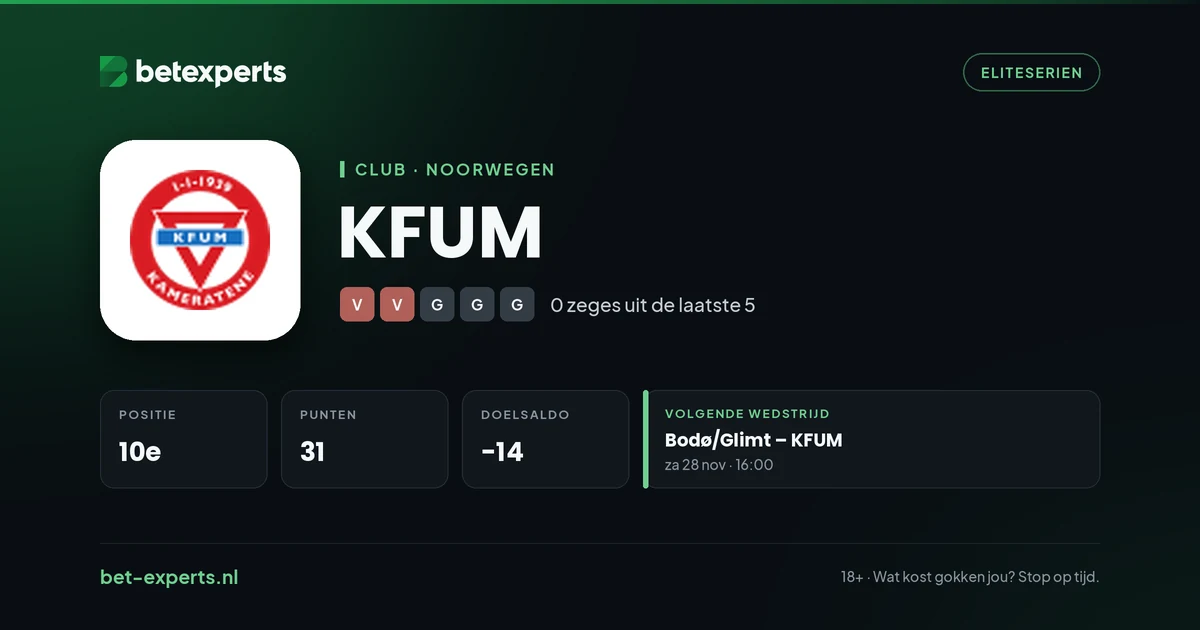 betexperts
ELITESERIEN
1-1-1939
KFUM
KAMERATENE
CLUB · NOORWEGEN
KFUM
V V G G G 0 zeges uit de laatste 5
POSITIE
10e
PUNTEN
31
DOELSALDO
-14
VOLGENDE WEDSTRIJD
Bodø/Glimt – KFUM
za 28 nov · 16:00
bet-experts.nl
18+ · Wat kost gokken jou? Stop op tijd.